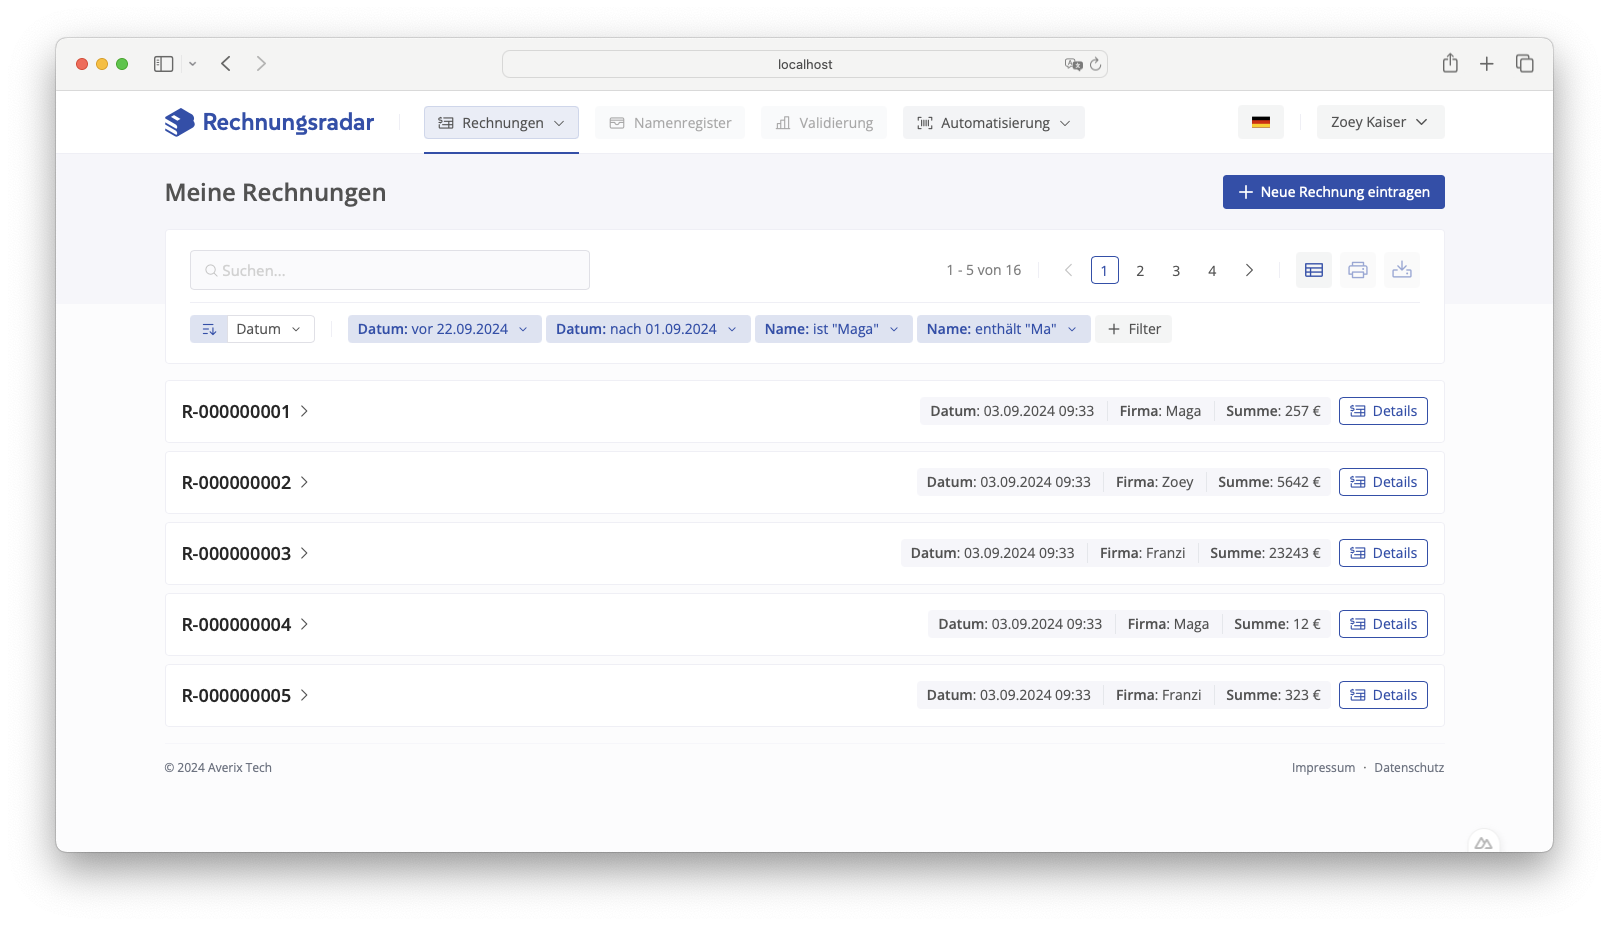 localhost
Rechnungsradar
Rechnungen
Namenregister
Validierung
Automatisierung
Zoey Kaiser
Meine Rechnungen
Neue Rechnung eintragen
Suchen...
1 - 5 von 16
1 2 3 4
Datum
Datum: vor 22.09.2024
Datum: nach 01.09.2024
Name: ist "Maga"
Name: enthält "Ma"
+ Filter
R-000000001 Datum: 03.09.2024 09:33 Firma: Maga Summe: 257 € Details
R-000000002 Datum: 03.09.2024 09:33 Firma: Zoey Summe: 5642 € Details
R-000000003 Datum: 03.09.2024 09:33 Firma: Franzi Summe: 23243 € Details
R-000000004 Datum: 03.09.2024 09:33 Firma: Maga Summe: 12 € Details
R-000000005 Datum: 03.09.2024 09:33 Firma: Franzi Summe: 323 € Details
© 2024 Averix Tech
Impressum · Datenschutz